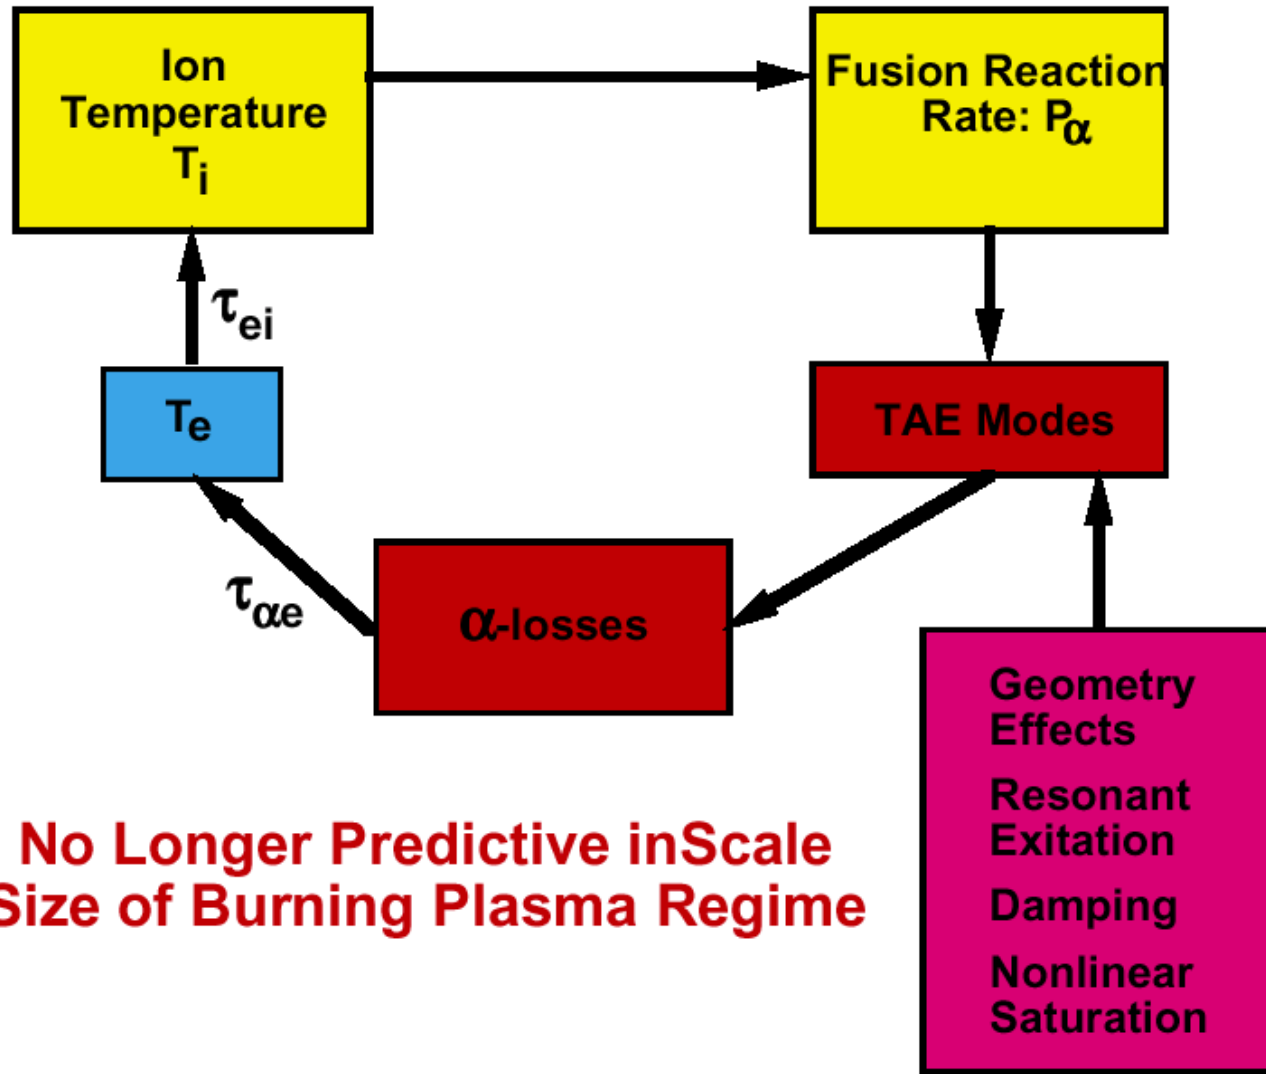 Ion
Temperature
Ti
Fusion Reaction
Rate: Pα
τei
Te
TAE Modes
ταe
α-losses
Geometry
Effects
Resonant
Exitation
Damping
Nonlinear
Saturation
No Longer Predictive inScale
Size of Burning Plasma Regime